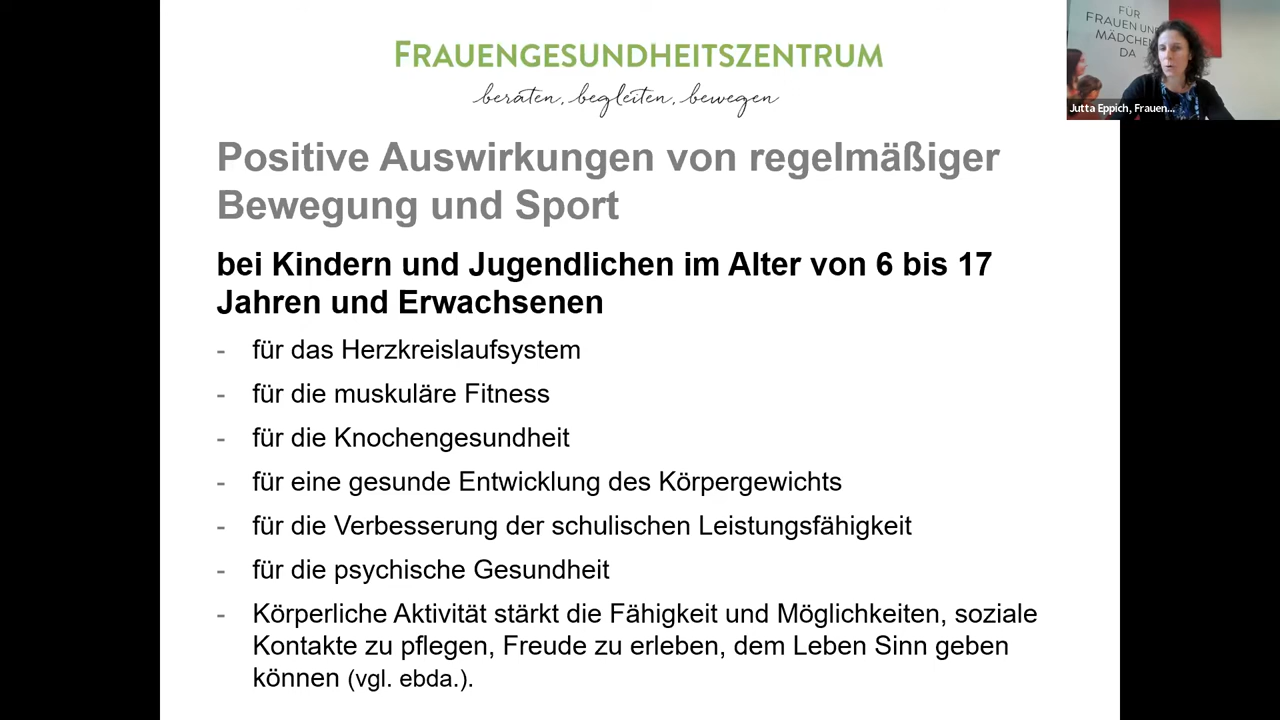 FRAUENGESUNDHEITSZENTRUM
beraten, begleiten, bewegen
Positive Auswirkungen von regelmäßiger
Bewegung und Sport
bei Kindern und Jugendlichen im Alter von 6 bis 17
Jahren und Erwachsenen
- für das Herzkreislaufsystem
- für die muskuläre Fitness
- für die Knochengesundheit
- für eine gesunde Entwicklung des Körpergewichts
- für die Verbesserung der schulischen Leistungsfähigkeit
- für die psychische Gesundheit
- Körperliche Aktivität stärkt die Fähigkeit und Möglichkeiten, soziale
Kontakte zu pflegen, Freude zu erleben, dem Leben Sinn geben
können (vgl. ebda.).
FÜR
FRAUEN UND
MÄDCHEN
DA
Jutta Eppich, Frauen...